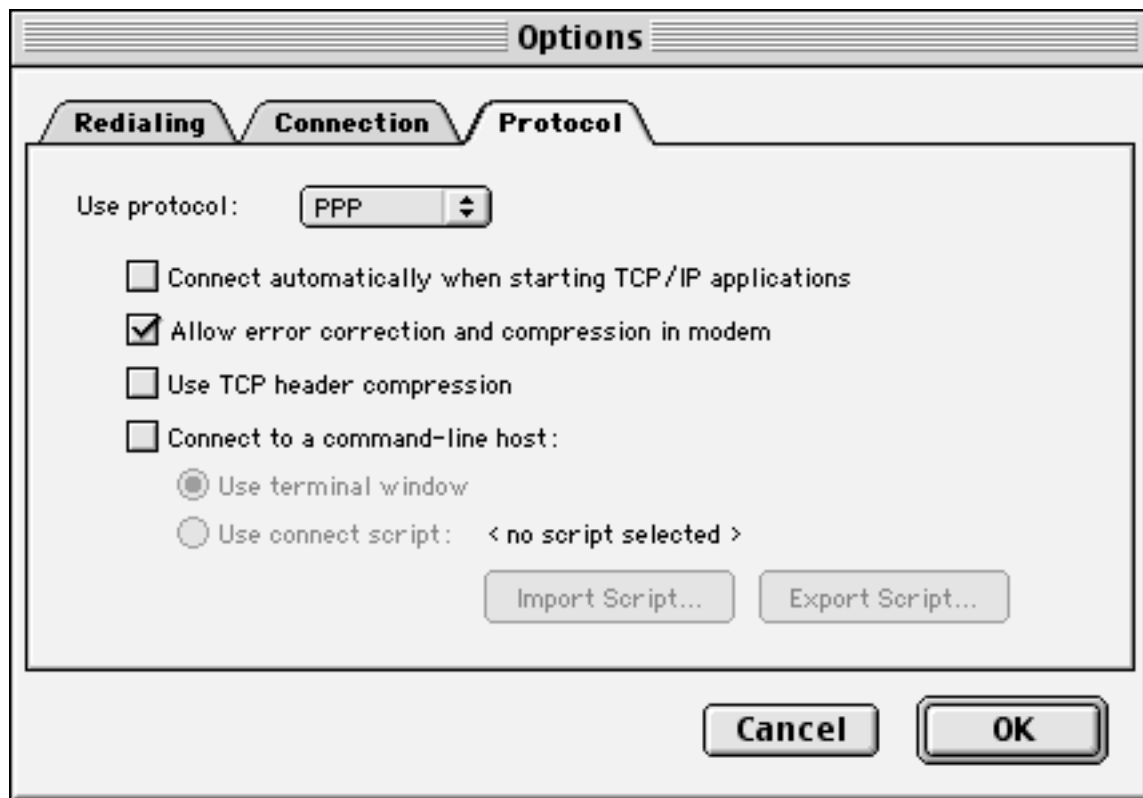 Options
Redialing Connection Protocol
Use protocol: PPP
Connect automatically when starting TCP/IP applications
Allow error correction and compression in modem
Use TCP header compression
Connect to a command-line host:
Use terminal window
Use connect script: < no script selected >
Import Script... Export Script...
Cancel OK